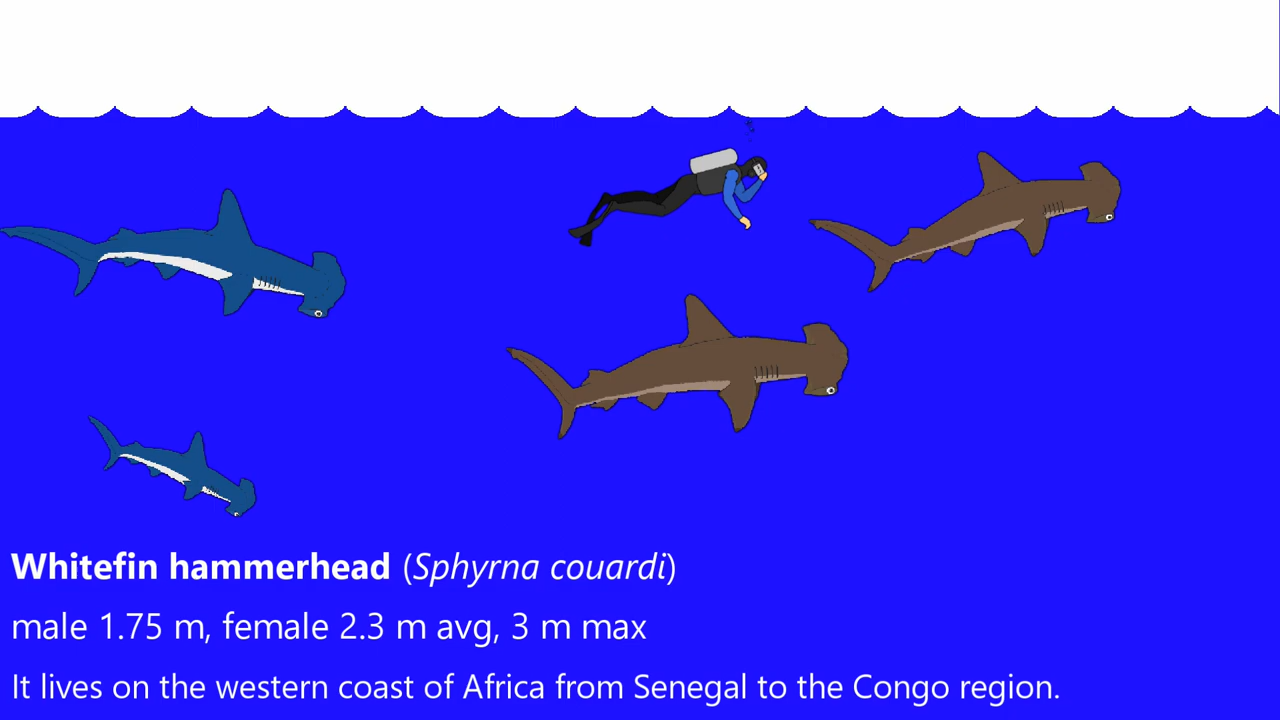 Whitefin hammerhead (Sphyrna couardi)
male 1.75 m, female 2.3 m avg, 3 m max
It lives on the western coast of Africa from Senegal to the Congo region.